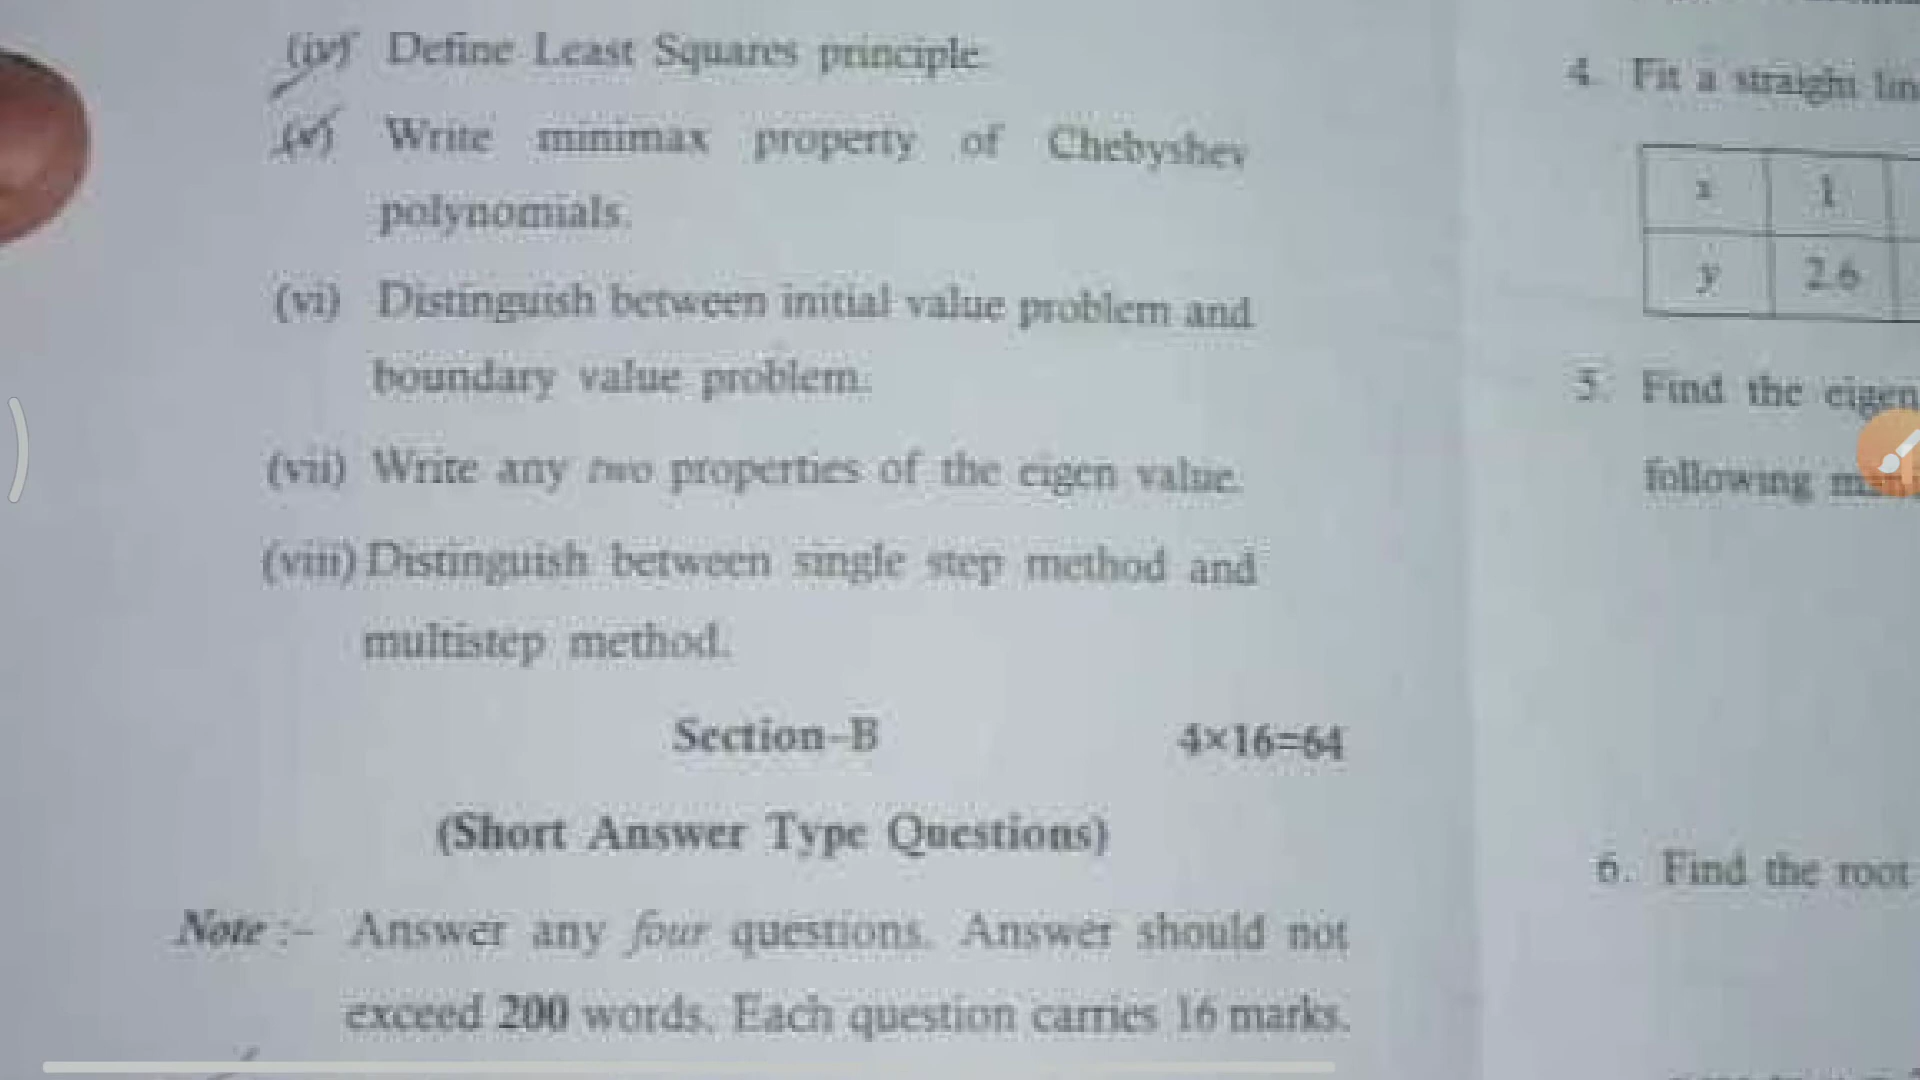 (iv) Define Least Squares principle.
(v) Write minimax property of Chebyshev
polynomials.
(vi) Distinguish between initial value problem and
boundary value problem.
(vii) Write any two properties of the eigen value.
(viii) Distinguish between single step method and
multistep method.
Section–B 4×16=64
(Short Answer Type Questions)
Note :– Answer any four questions. Answer should not
exceed 200 words. Each question carries 16 marks.
4. Fit a straight lin
x 1
y 2.6
5. Find the eigen
following
6. Find the root